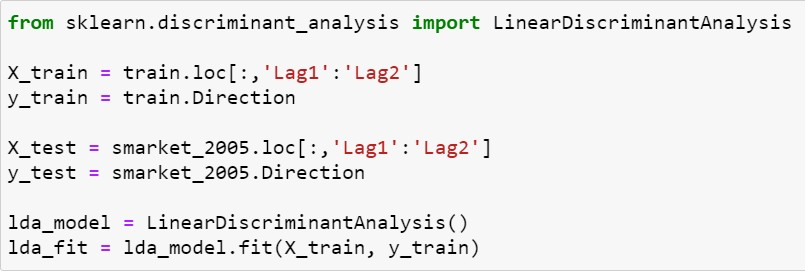 from sklearn.discriminant_analysis import LinearDiscriminantAnalysis
X_train = train.loc[:,'Lag1':'Lag2']
y_train = train.Direction
X_test = smarket_2005.loc[:,'Lag1':'Lag2']
y_test = smarket_2005.Direction
lda_model = LinearDiscriminantAnalysis()
lda_fit = lda_model.fit(X_train, y_train)